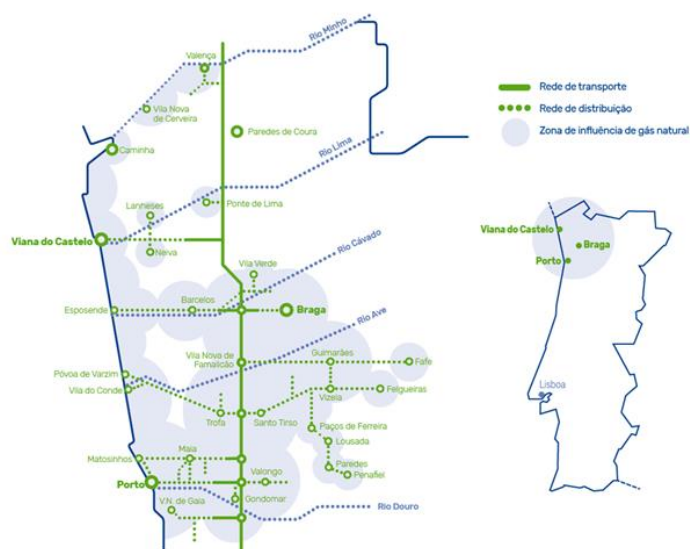 Rio Minho
Valença
Vila Nova
de Cerveira
Paredes de Coura
Caminha
Rio Lima
Lanheses
Ponte de Lima
Viana do Castelo
Neiva
Rio Cávado
Vila Verde
Esposende
Barcelos
Braga
Rio Ave
Vila Nova de
Famalicão
Guimarães
Fafe
Póvoa de Varzim
Vila do Conde
Vizela
Felgueiras
Trofa
Santo Tirso
Paços de Ferreira
Lousada
Matosinhos
Maia
Valongo
Paredes
Penafiel
Porto
V.N. de Gaia
Gondomar
Rio Douro
Rede de transporte
Rede de distribuição
Zona de influência de gás natural
Viana do Castelo
Braga
Porto
Lisboa